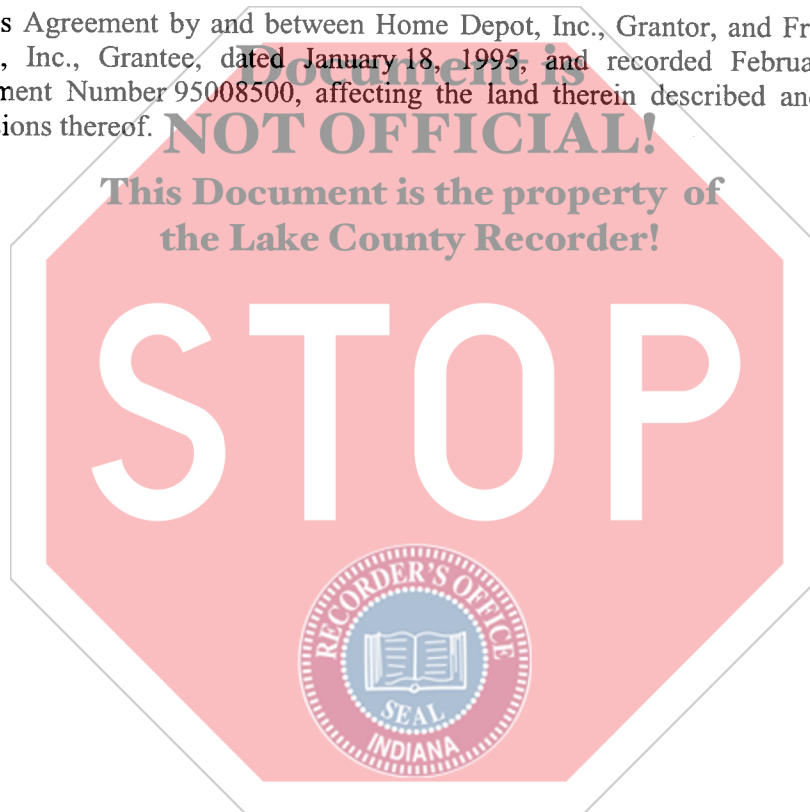 s Agreement by and between Home Depot, Inc., Grantor, and Fr
, Inc., Grantee, dated January 18, 1995, and recorded Februa
ment Number 95008500, affecting the land therein described an
ions thereof.
Document is
NOT OFFICIAL!
This Document is the property of
the Lake County Recorder!
STOP
RECORDER'S OFFICE
SEAL
INDIANA